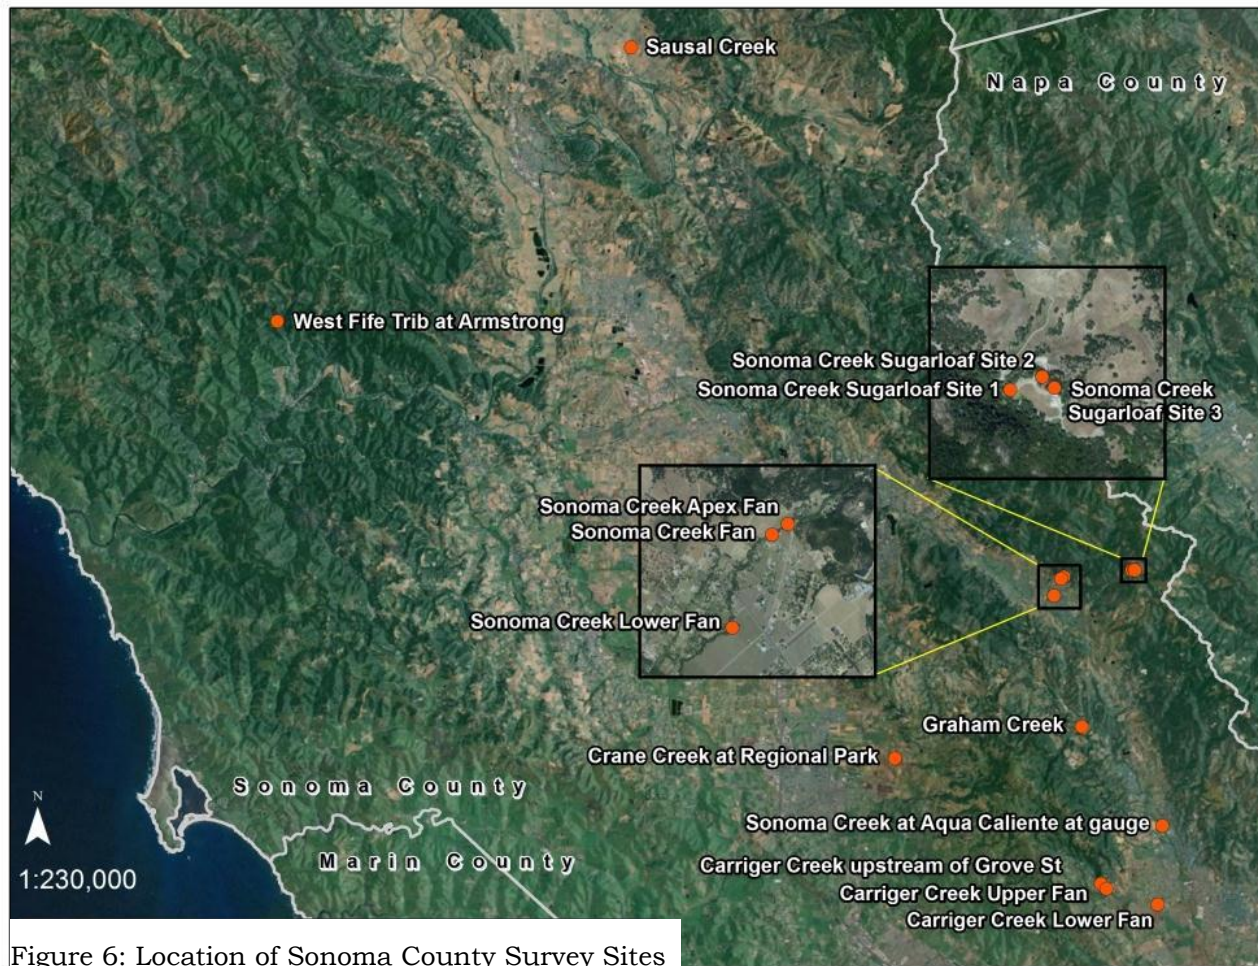 Sausal Creek
Napa County
West Fife Trib at Armstrong
Sonoma Creek Sugarloaf Site 2
Sonoma Creek Sugarloaf Site 1
Sonoma Creek
Sugarloaf Site 3
Sonoma Creek Apex Fan
Sonoma Creek Fan
Sonoma Creek Lower Fan
Graham Creek
Crane Creek at Regional Park
Sonoma County
Marin County
N
1:230,000
Sonoma Creek at Aqua Caliente at gauge
Carriger Creek upstream of Grove St
Carriger Creek Upper Fan
Carriger Creek Lower Fan
Figure 6: Location of Sonoma County Survey Sites